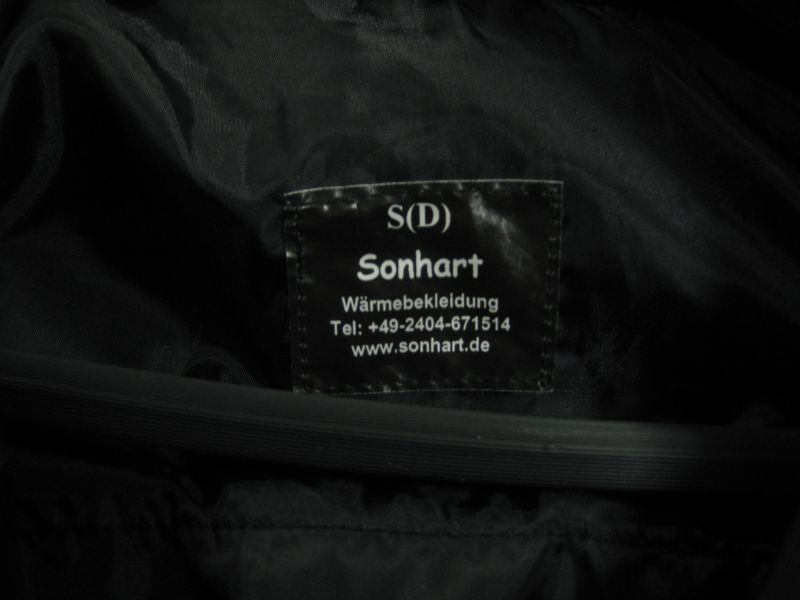 S(D)
Sonhart
Wärmebekleidung
Tel: +49-2404-671514
www.sonhart.de